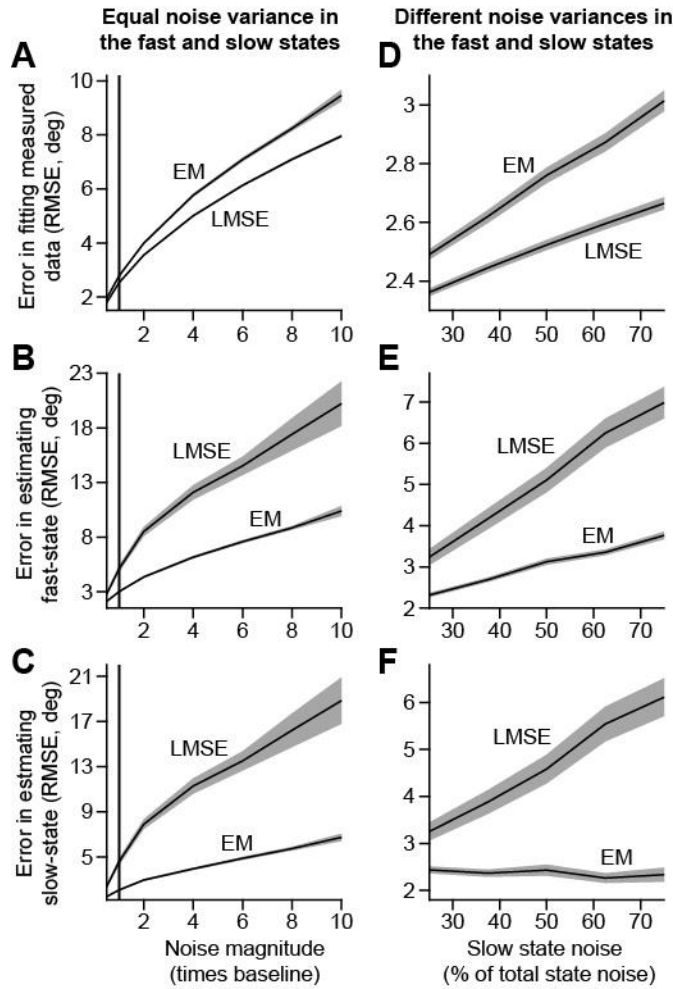 Equal noise variance in
the fast and slow states
Different noise variances in
the fast and slow states
A
Error in fitting measured
data (RMSE, deg)
10
8
6
4
2
EM
LMSE
2 4 6 8 10
D
3
2.8
2.6
2.4
EM
LMSE
30 40 50 60 70
B
Error in estimating
fast-state (RMSE, deg)
23
18
13
8
3
LMSE
EM
2 4 6 8 10
E
7
6
5
4
3
2
LMSE
EM
30 40 50 60 70
C
Error in estmating
slow-state (RMSE, deg)
21
17
13
9
5
LMSE
EM
2 4 6 8 10
Noise magnitude
(times baseline)
F
6
5
4
3
2
LMSE
EM
30 40 50 60 70
Slow state noise
(% of total state noise)